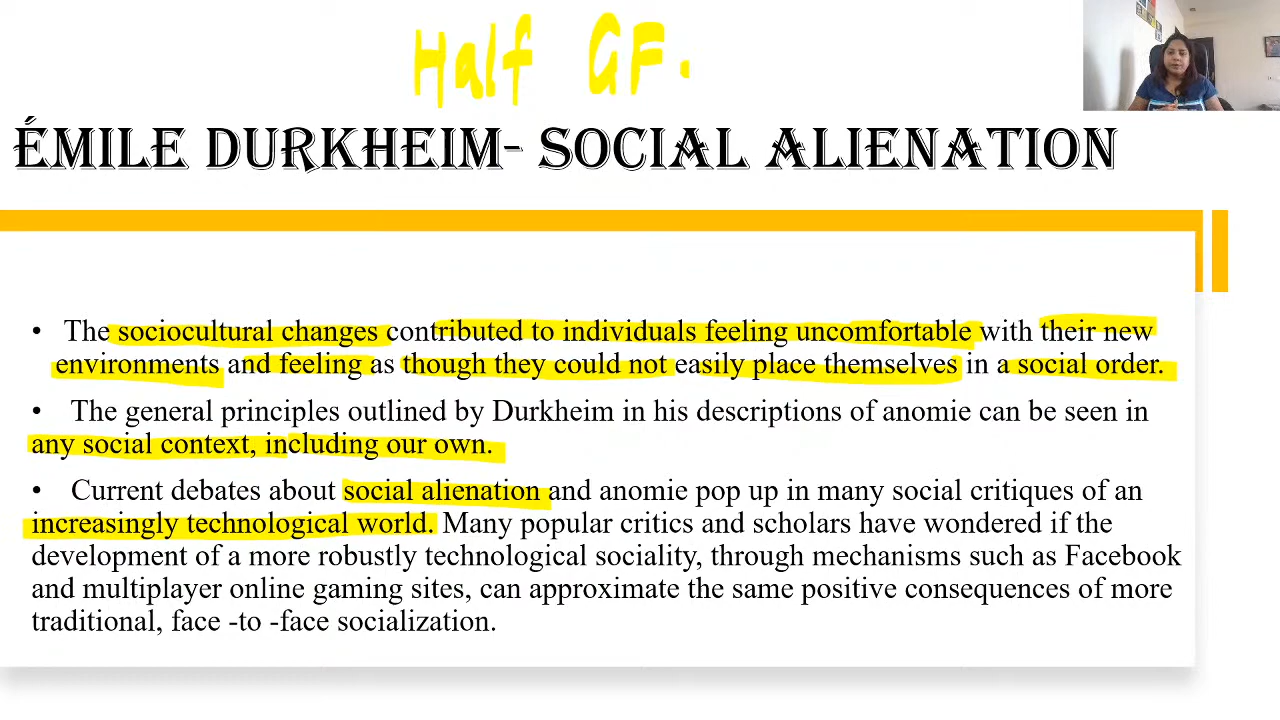 Half GF.
ÉMILE DURKHEIM- SOCIAL ALIENATION
• The sociocultural changes contributed to individuals feeling uncomfortable with their new
environments and feeling as though they could not easily place themselves in a social order.
• The general principles outlined by Durkheim in his descriptions of anomie can be seen in
any social context, including our own.
• Current debates about social alienation and anomie pop up in many social critiques of an
increasingly technological world. Many popular critics and scholars have wondered if the
development of a more robustly technological sociality, through mechanisms such as Facebook
and multiplayer online gaming sites, can approximate the same positive consequences of more
traditional, face -to -face socialization.